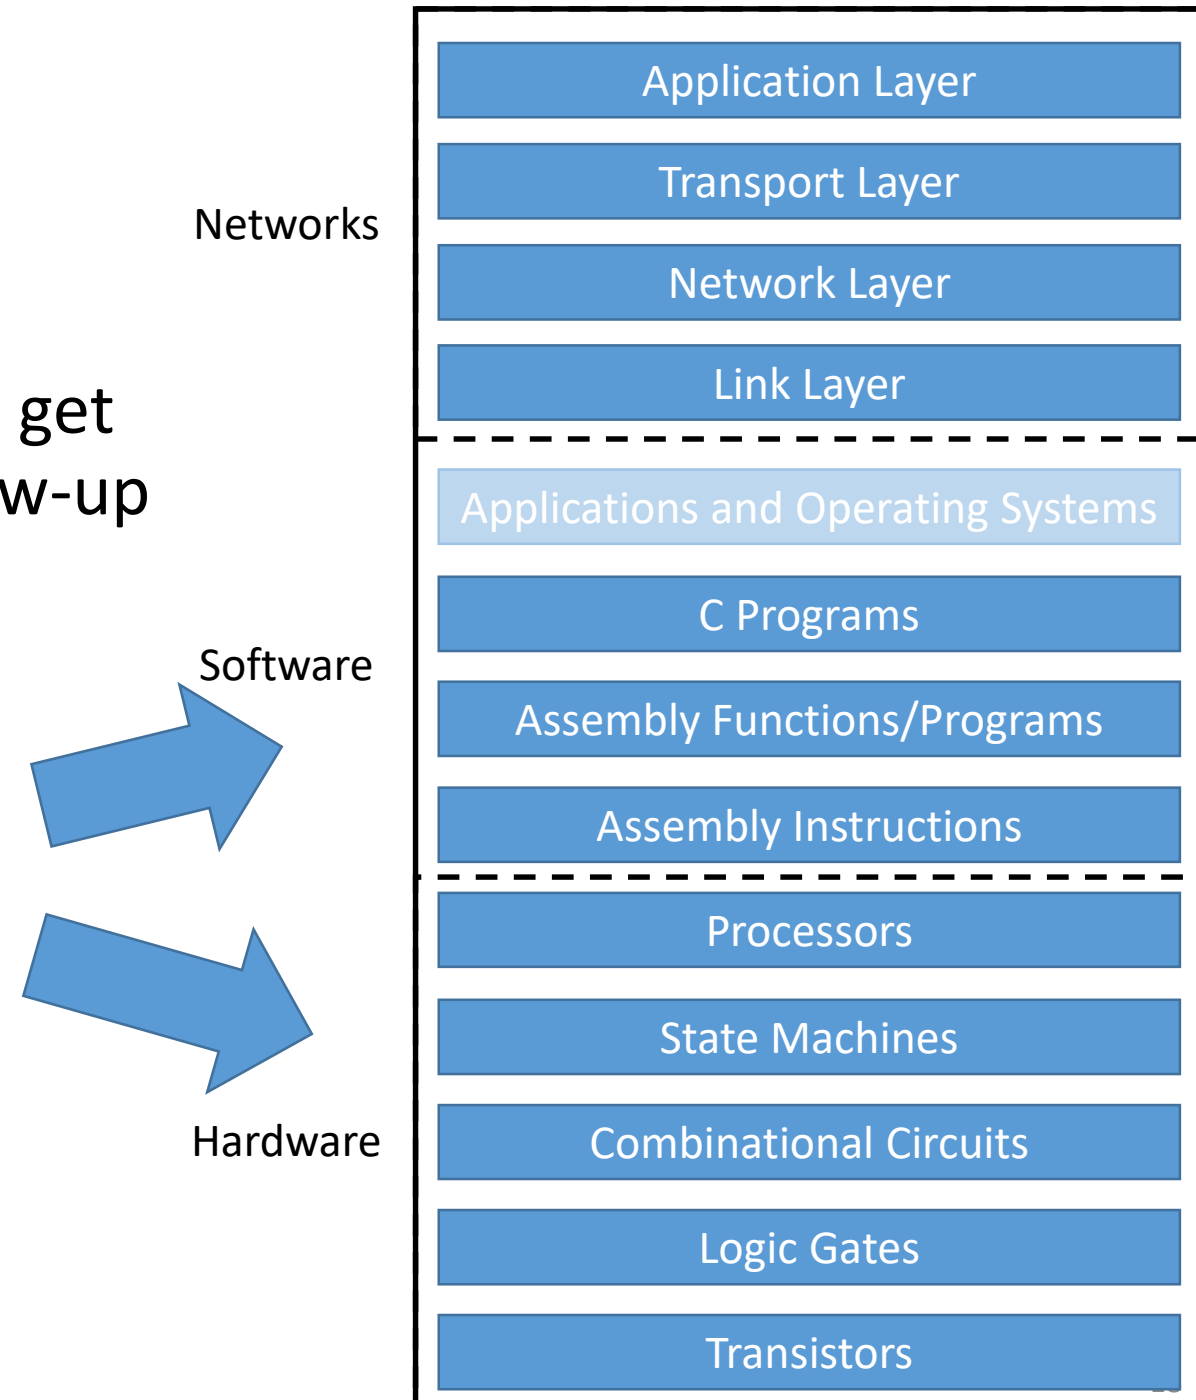 Application Layer
Transport Layer
Networks
Network Layer
Link Layer
get
w-up
Applications and Operating Systems
C Programs
Software
Assembly Functions/Programs
Assembly Instructions
Processors
State Machines
Hardware
Combinational Circuits
Logic Gates
Transistors